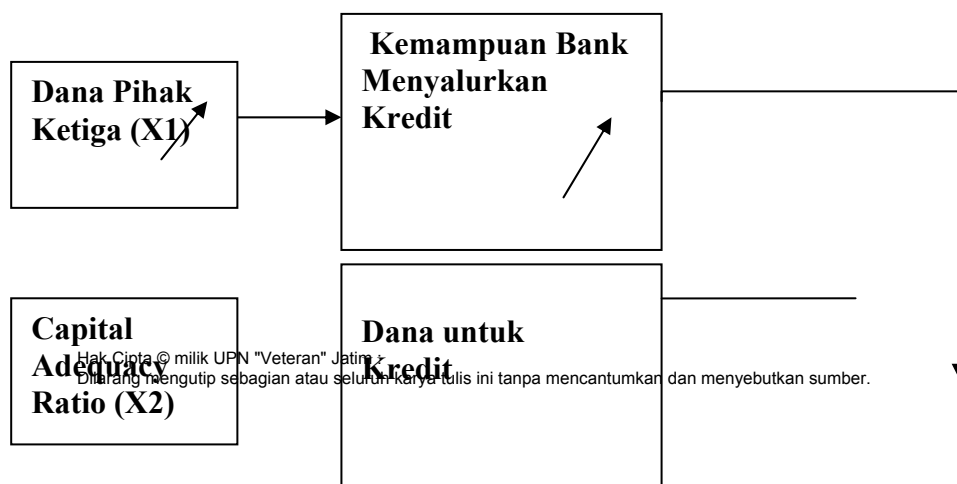 Kemampuan Bank
Menyalurkan
Kredit
Dana Pihak
Ketiga (X1)
Capital
Adequacy
Ratio (X2)
Dana untuk
Kredit
Hak Cipta © milik UPN "Veteran" Jatim :
Dilarang mengutip sebagian atau seluruh karya tulis ini tanpa mencantumkan dan menyebutkan sumber.